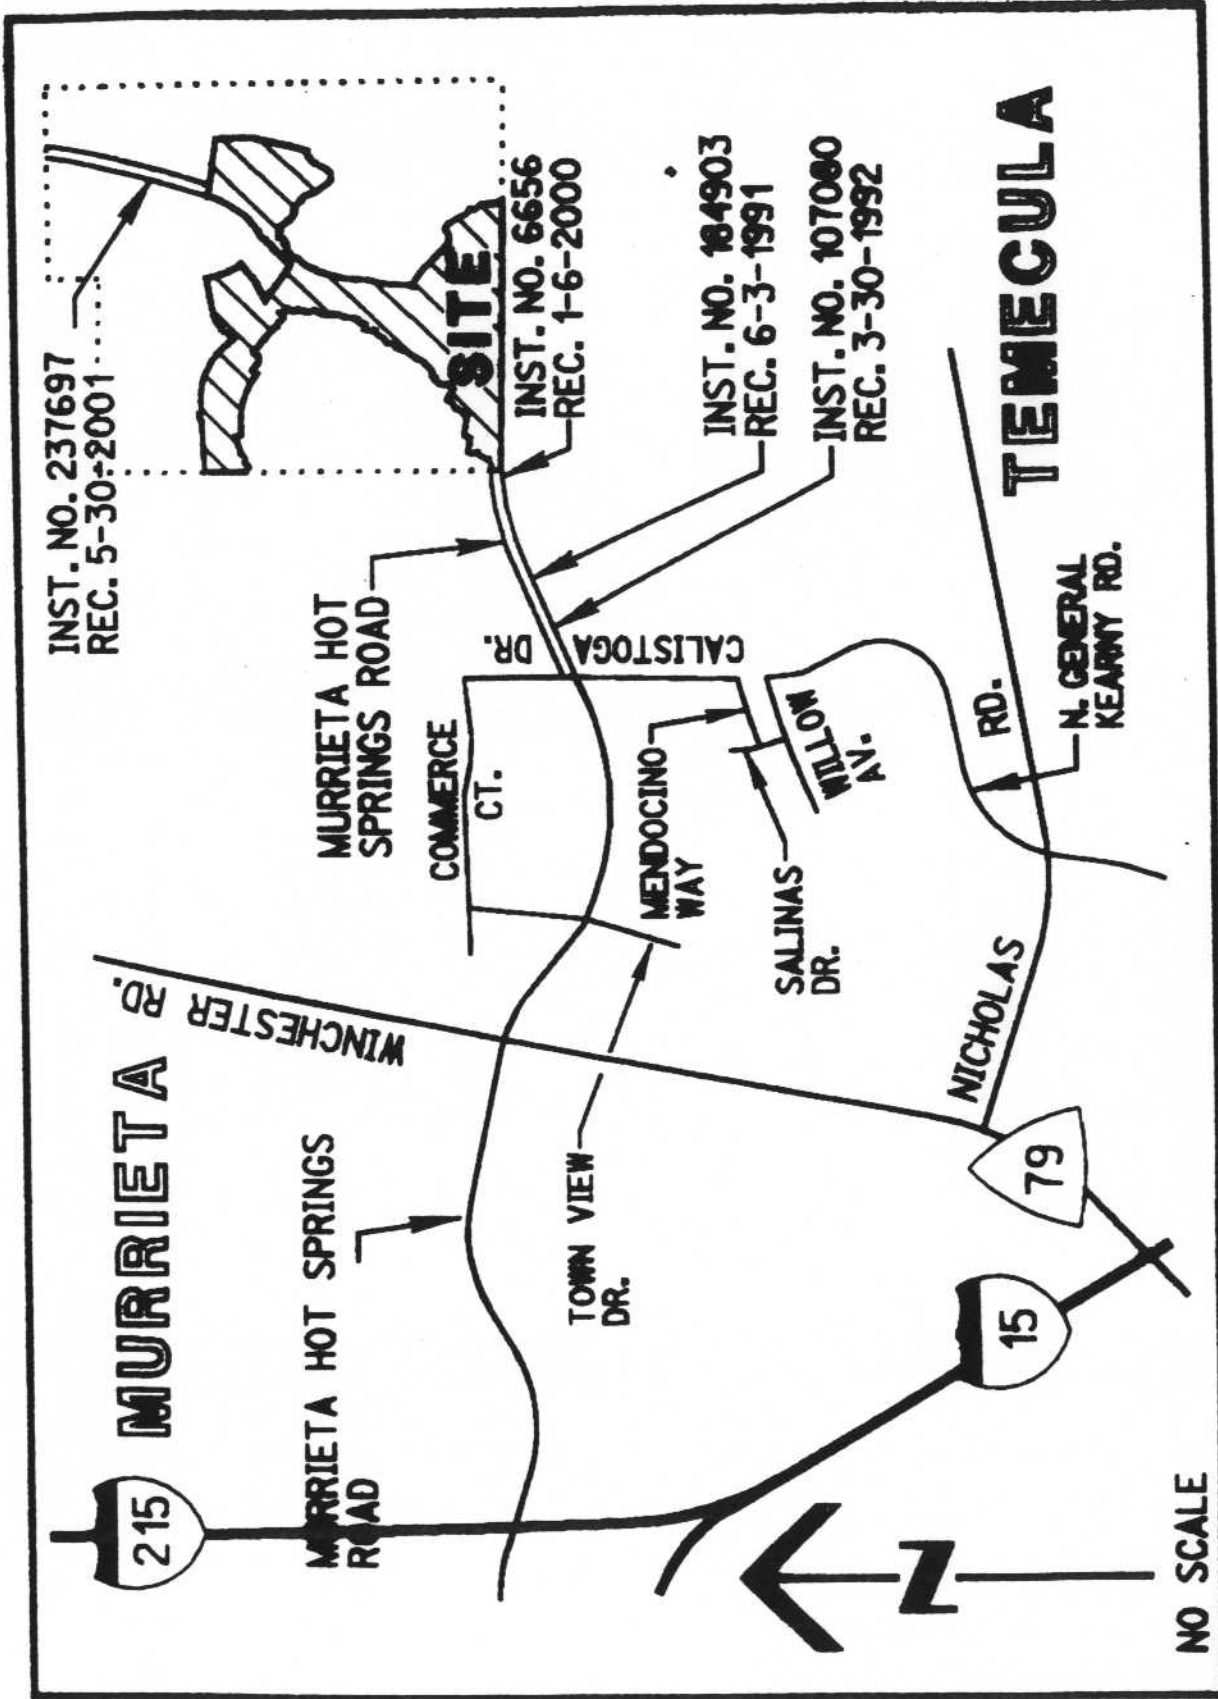 INST. NO. 237697
REC. 5-30-2001
MURRIETA
215
WINCHESTER RD.
MURRIETA HOT
SPRINGS ROAD
SITE
INST. NO. 6656
REC. 1-6-2000
MURRIETA HOT SPRINGS
ROAD
COMMERCE
CT.
CALISTOGA
DR.
INST. NO. 184903
REC. 6-3-1991
TOWN VIEW
DR.
MENDOCINO
WAY
INST. NO. 107080
REC. 3-30-1992
SALINAS
DR.
WILLOW
AV.
NICHOLAS
RD.
TEMECULA
N. GENERAL
KEARNY RD.
79
15
N
NO SCALE